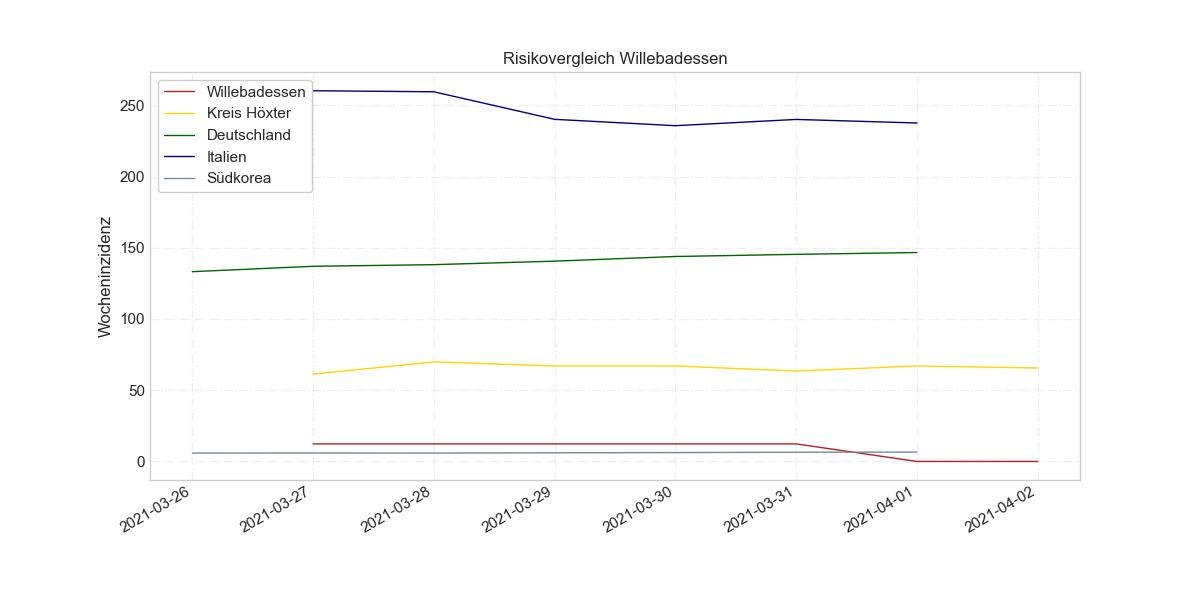 Risikovergleich Willebadessen
Willebadessen
Kreis Höxter
Deutschland
Italien
Südkorea
Wocheninzidenz
250
200
150
100
50
0
2021-03-26
2021-03-27
2021-03-28
2021-03-29
2021-03-30
2021-03-31
2021-04-01
2021-04-02